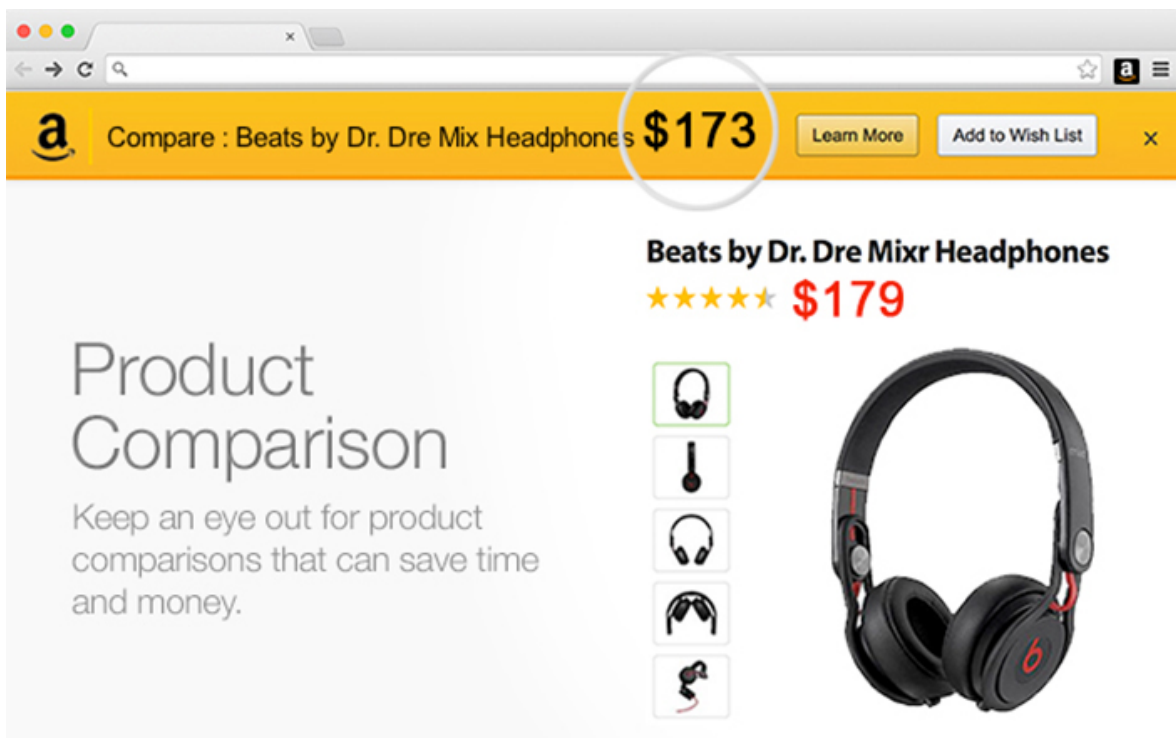 a
a
Compare : Beats by Dr. Dre Mix Headphones $173
Learn More
Add to Wish List
Beats by Dr. Dre Mixr Headphones
$179
Product
Comparison
Keep an eye out for product
comparisons that can save time
and money.
b